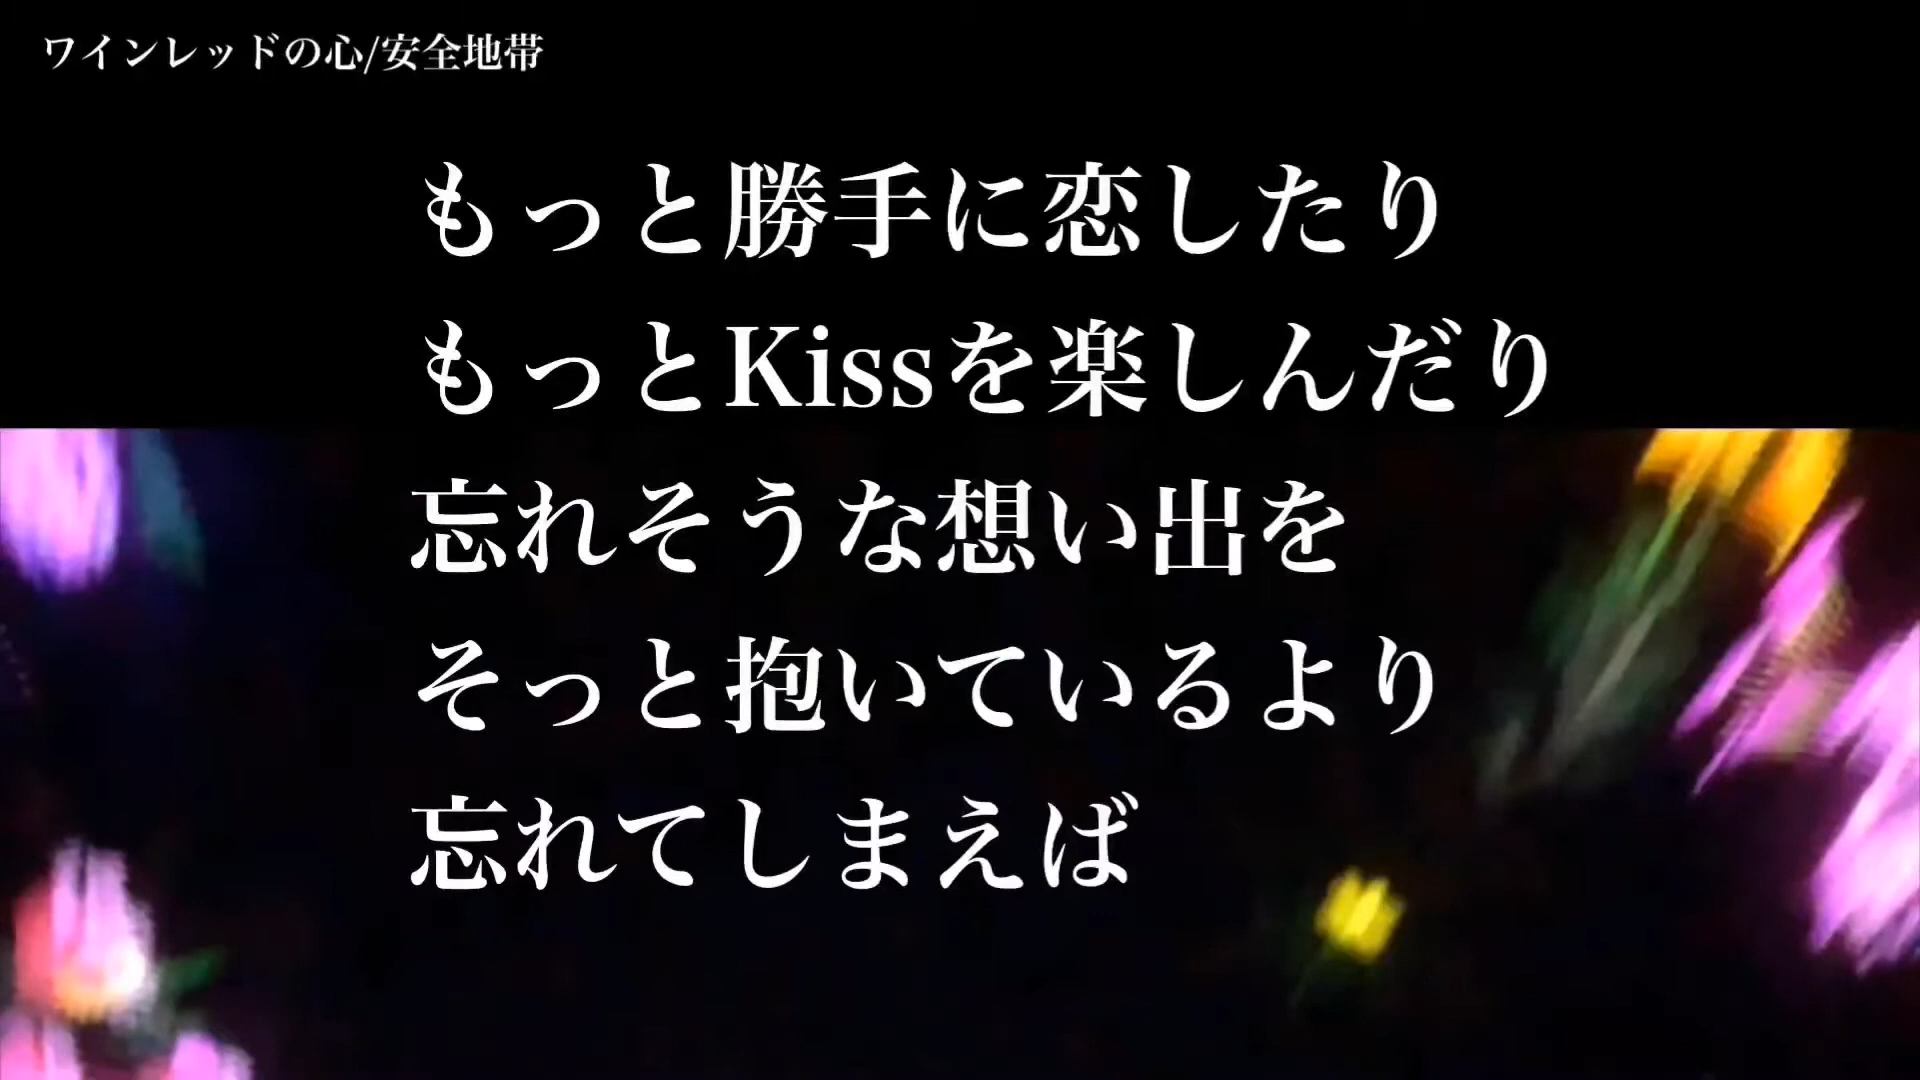 ワインレッドの心/安全地帯
もっと勝手に恋したり
もっとKissを楽しんだり
忘れそうな想い出を
そっと抱いているより
忘れてしまえば